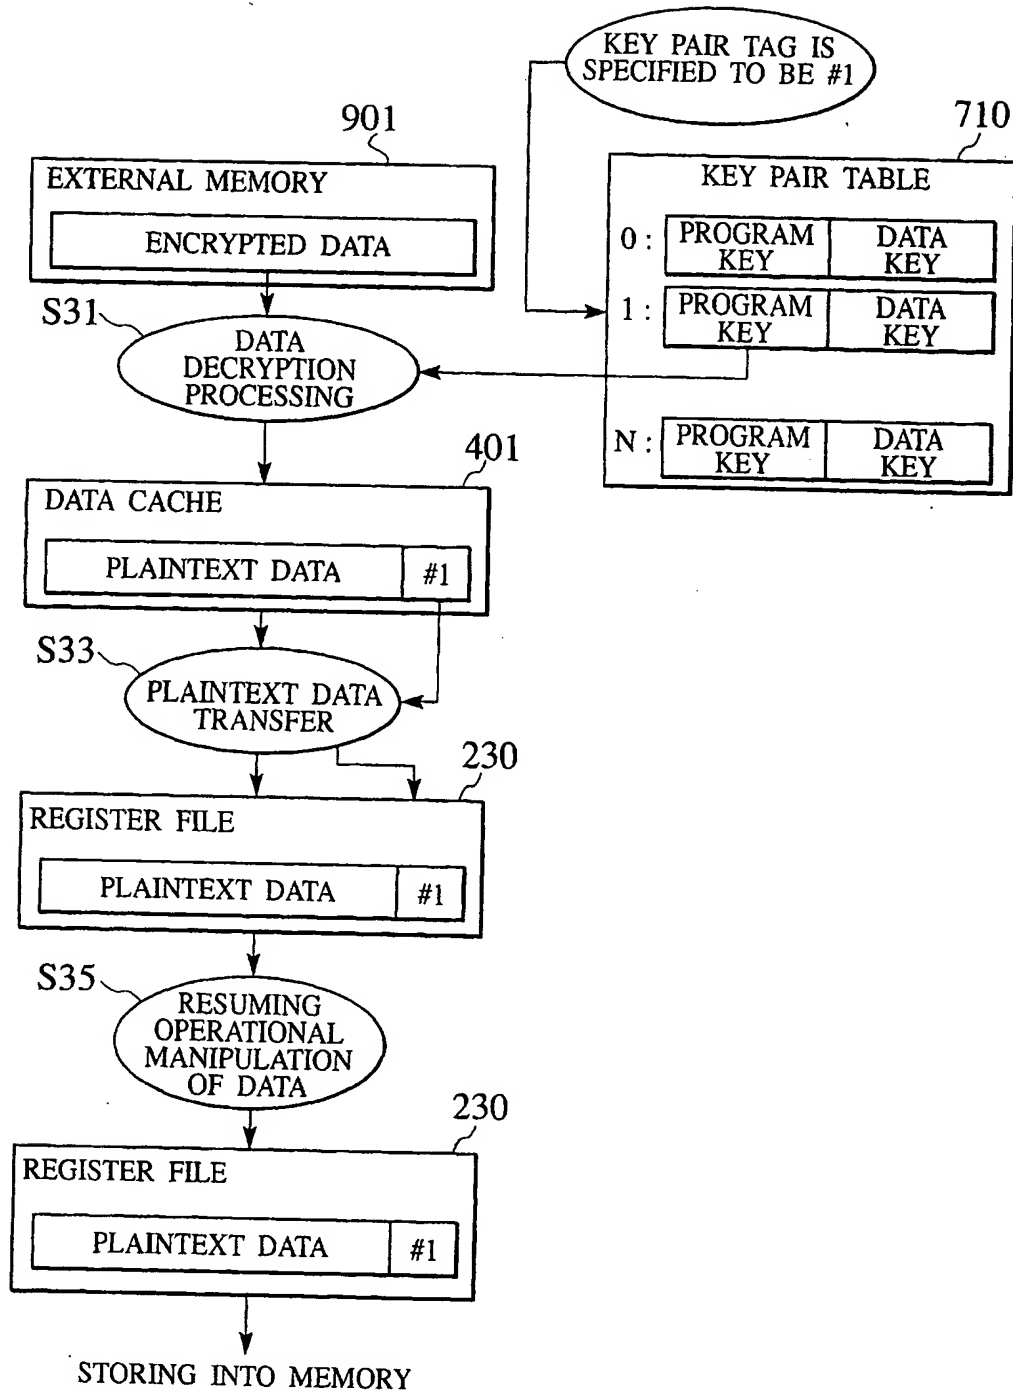 KEY PAIR TAG IS
SPECIFIED TO BE #1
901
710
EXTERNAL MEMORY
ENCRYPTED DATA
KEY PAIR TABLE
0 :
PROGRAM
KEY
DATA
KEY
1 :
PROGRAM
KEY
DATA
KEY
N :
PROGRAM
KEY
DATA
KEY
S31
DATA
DECRYPTION
PROCESSING
401
DATA CACHE
PLAINTEXT DATA
#1
S33
PLAINTEXT DATA
TRANSFER
230
REGISTER FILE
PLAINTEXT DATA
#1
S35
RESUMING
OPERATIONAL
MANIPULATION
OF DATA
230
REGISTER FILE
PLAINTEXT DATA
#1
STORING INTO MEMORY